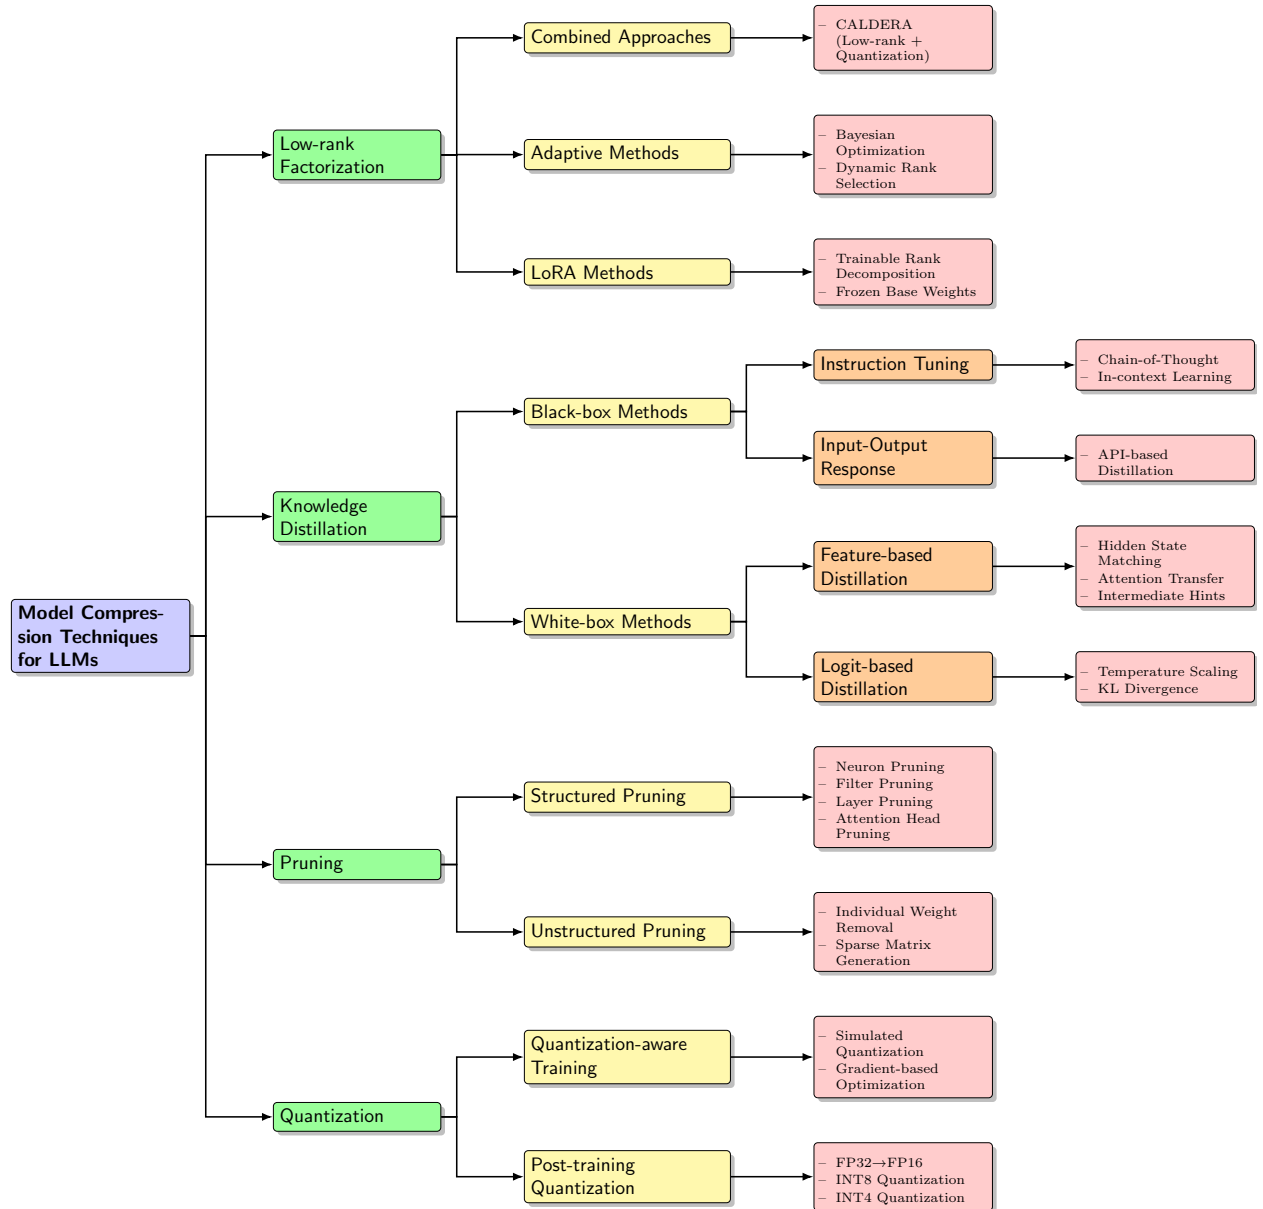 Model Compres-
sion Techniques
for LLMs
Low-rank
Factorization
Combined Approaches
– CALDERA
(Low-rank +
Quantization)
Adaptive Methods
– Bayesian
Optimization
– Dynamic Rank
Selection
LoRA Methods
– Trainable Rank
Decomposition
– Frozen Base Weights
Knowledge
Distillation
Black-box Methods
Instruction Tuning
– Chain-of-Thought
– In-context Learning
Input-Output
Response
– API-based
Distillation
White-box Methods
Feature-based
Distillation
– Hidden State
Matching
– Attention Transfer
– Intermediate Hints
Logit-based
Distillation
– Temperature Scaling
– KL Divergence
Pruning
Structured Pruning
– Neuron Pruning
– Filter Pruning
– Layer Pruning
– Attention Head
Pruning
Unstructured Pruning
– Individual Weight
Removal
– Sparse Matrix
Generation
Quantization
Quantization-aware
Training
– Simulated
Quantization
– Gradient-based
Optimization
Post-training
Quantization
– FP32→FP16
– INT8 Quantization
– INT4 Quantization